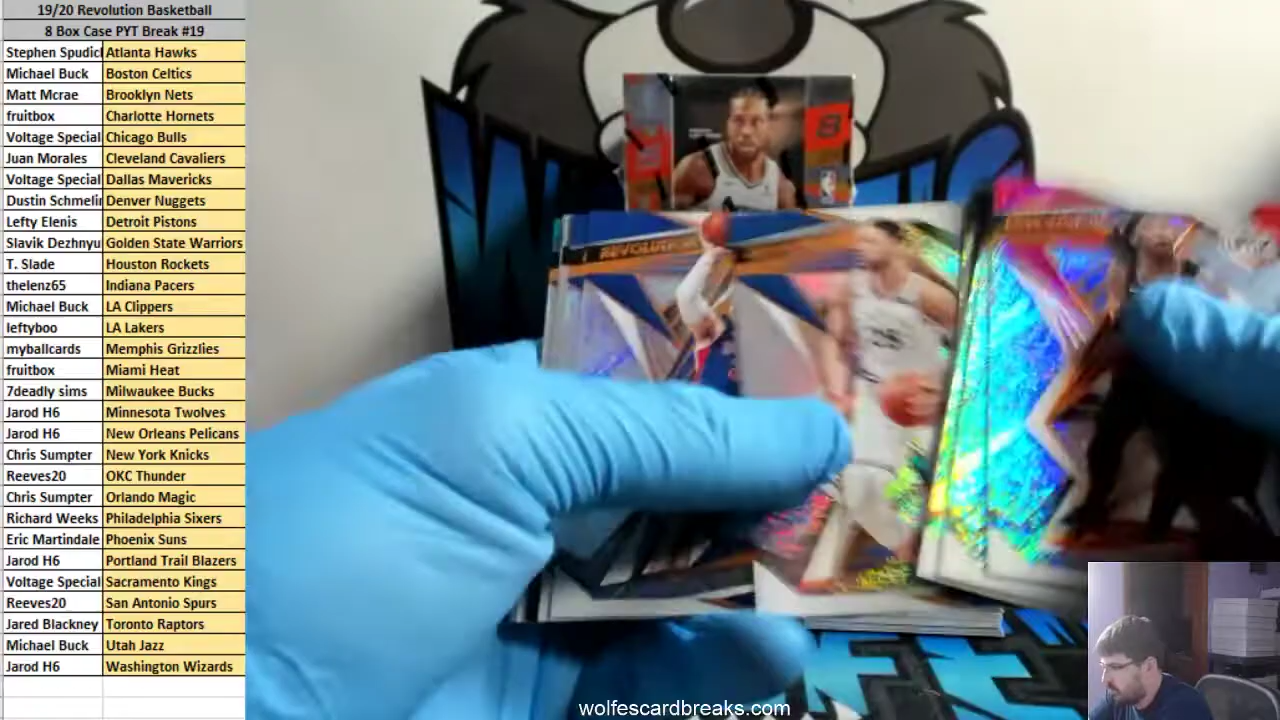 19/20 Revolution Basketball
8 Box Case PYT Break #19
Stephen Spudicl Atlanta Hawks
Michael Buck Boston Celtics
Matt Mcrae Brooklyn Nets
fruitbox Charlotte Hornets
Voltage Special Chicago Bulls
Juan Morales Cleveland Cavaliers
Voltage Special Dallas Mavericks
Dustin Schmelin Denver Nuggets
Lefty Elenis Detroit Pistons
Slavik Dezhnyu Golden State Warriors
T. Slade Houston Rockets
thelenz65 Indiana Pacers
Michael Buck LA Clippers
leftyboo LA Lakers
myballcards Memphis Grizzlies
fruitbox Miami Heat
7deadly sims Milwaukee Bucks
Jarod H6 Minnesota Twolves
Jarod H6 New Orleans Pelicans
Chris Sumpter New York Knicks
Reeves20 OKC Thunder
Chris Sumpter Orlando Magic
Richard Weeks Philadelphia Sixers
Eric Martindale Phoenix Suns
Jarod H6 Portland Trail Blazers
Voltage Special Sacramento Kings
Reeves20 San Antonio Spurs
Jared Blackney Toronto Raptors
Michael Buck Utah Jazz
Jarod H6 Washington Wizards
8
25
wolfescardbreaks.com